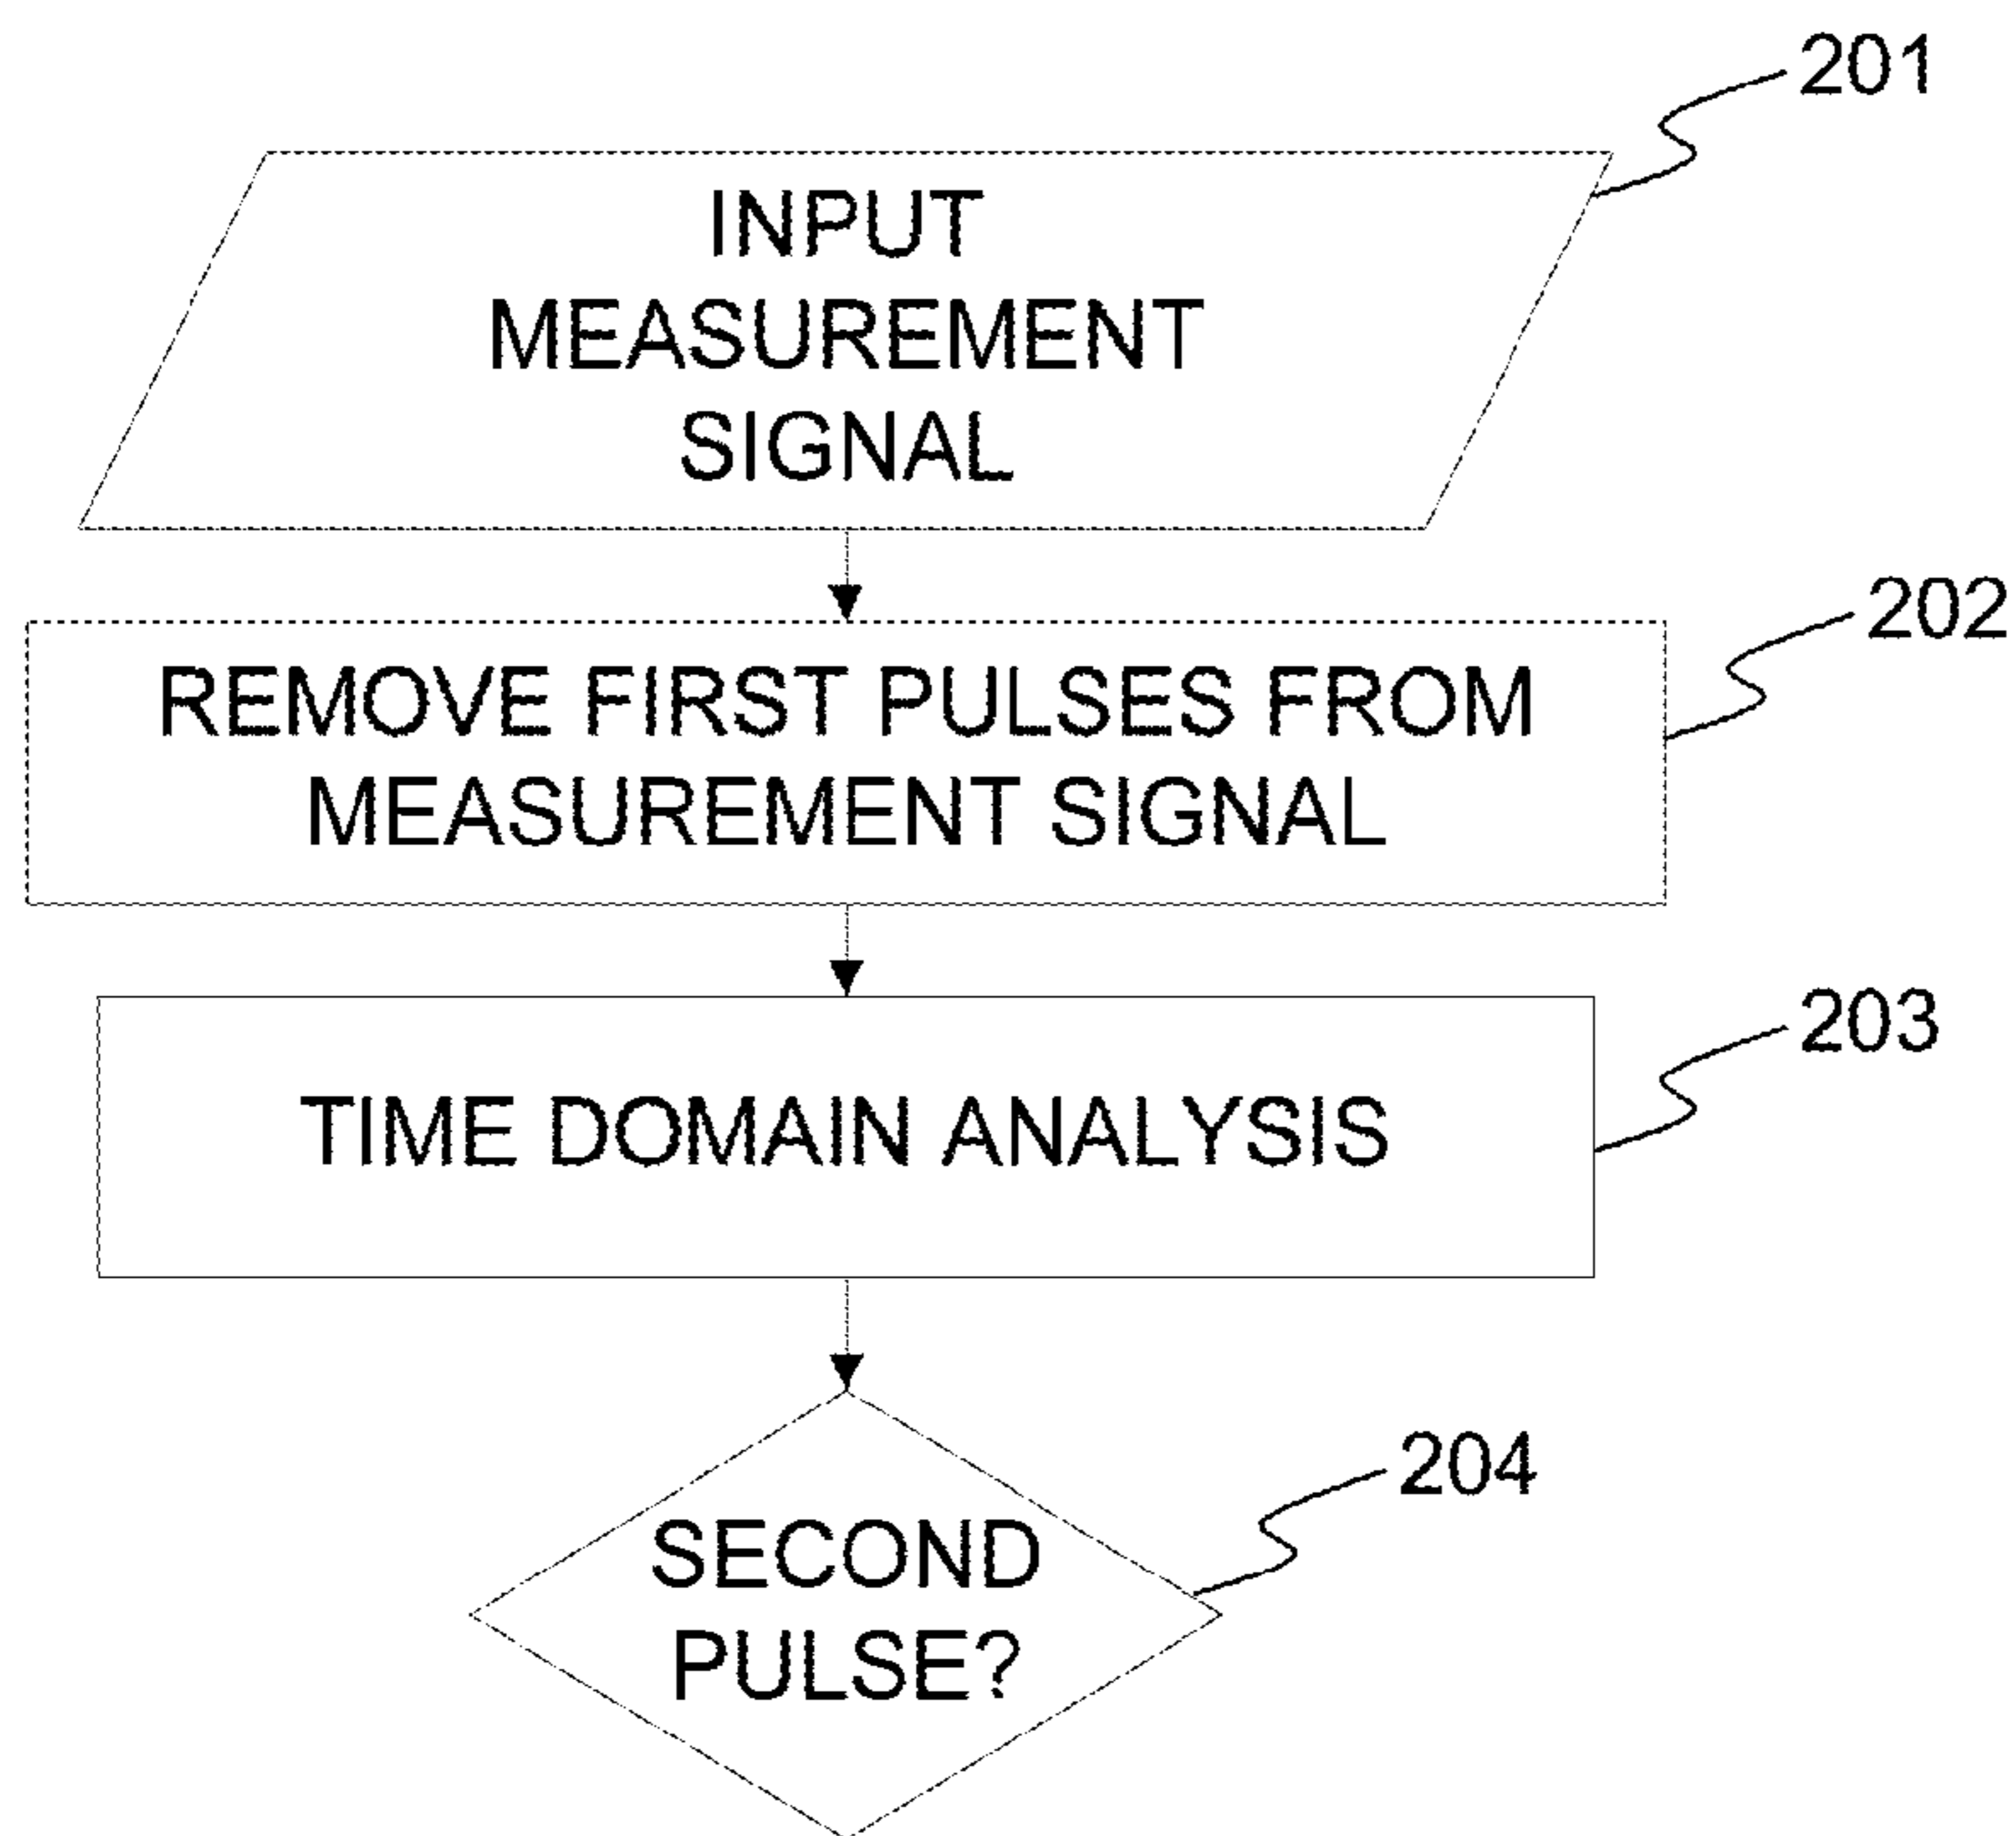 201
INPUT
MEASUREMENT
SIGNAL
202
REMOVE FIRST PULSES FROM
MEASUREMENT SIGNAL
203
TIME DOMAIN ANALYSIS
204
SECOND
PULSE?